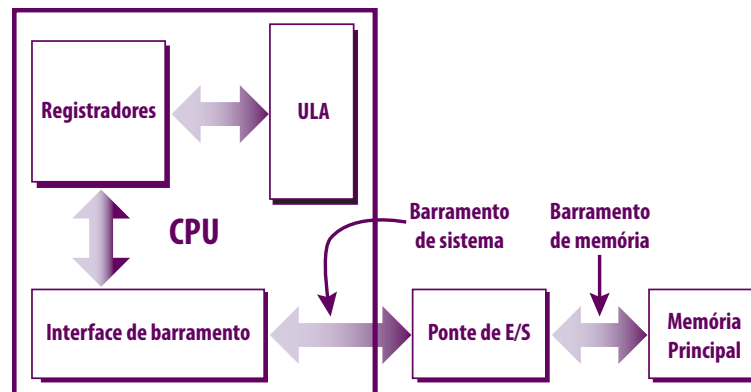 Registradores
ULA
CPU
Barramento
de sistema
Barramento
de memória
Interface de barramento
Ponte de E/S
Memória
Principal